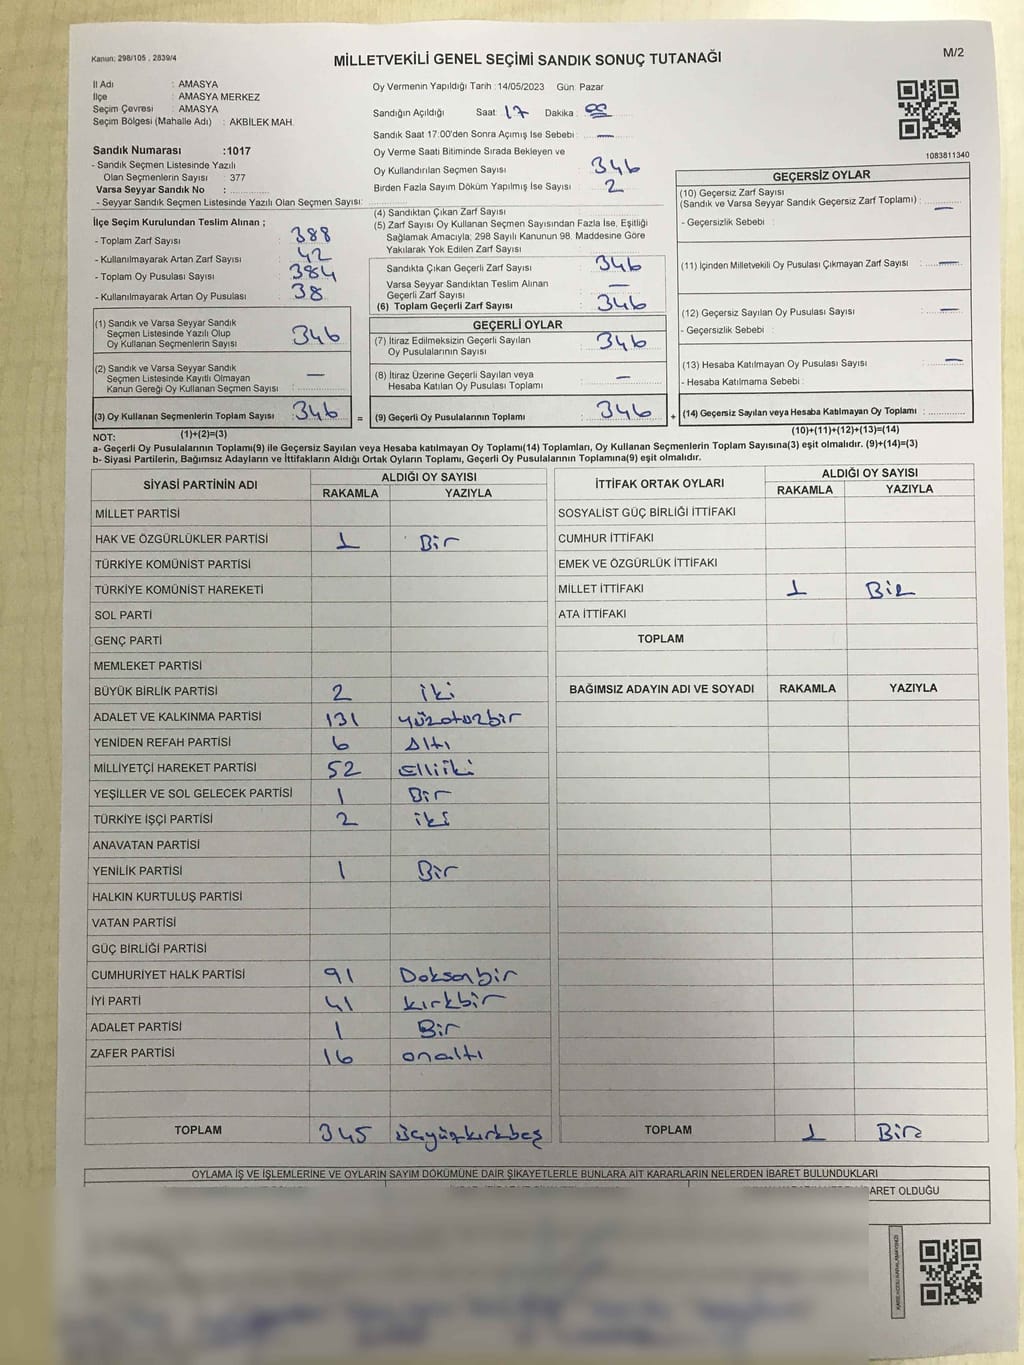 Kanun: 298/105 , 2839/4
MİLLETVEKİLİ GENEL SEÇİMİ SANDIK SONUÇ TUTANAĞI
M/2
İl Adı : AMASYA
İlçe : AMASYA MERKEZ
Seçim Çevresi : AMASYA
Seçim Bölgesi (Mahalle Adı) : AKBİLEK MAH.
Sandık Numarası :1017
- Sandık Seçmen Listesinde Yazılı
Olan Seçmenlerin Sayısı : 377
Varsa Seyyar Sandık No :
- Seyyar Sandık Seçmen Listesinde Yazılı Olan Seçmen Sayısı:
Oy Vermenin Yapıldığı Tarih :14/05/2023 Gün: Pazar
Sandığın Açıldığı Saat: 17 Dakika :
Sandık Saat 17:00'den Sonra Açımış İse Sebebi : —
Oy Verme Saati Bitiminde Sırada Bekleyen ve
Oy Kullandırılan Seçmen Sayısı : 346
Birden Fazla Sayım Döküm Yapılmış İse Sayısı : 2
1083811340
İlçe Seçim Kurulundan Teslim Alınan ;
- Toplam Zarf Sayısı : 388
- Kullanılmayarak Artan Zarf Sayısı : 42
- Toplam Oy Pusulası Sayısı : 384
- Kullanılmayarak Artan Oy Pusulası : 38
(1) Sandık ve Varsa Seyyar Sandık
Seçmen Listesinde Yazılı Olup
Oy Kullanan Seçmenlerin Sayısı : 346
(2) Sandık ve Varsa Seyyar Sandık
Seçmen Listesinde Kayıtlı Olmayan
Kanun Gereği Oy Kullanan Seçmen Sayısı : —
(3) Oy Kullanan Seçmenlerin Toplam Sayısı : 346
(1)+(2)=(3)
(4) Sandıktan Çıkan Zarf Sayısı :
(5) Zarf Sayısı Oy Kullanan Seçmen Sayısından Fazla İse, Eşitliği
Sağlamak Amacıyla; 298 Sayılı Kanunun 98. Maddesine Göre
Yakılarak Yok Edilen Zarf Sayısı :
Sandıkta Çıkan Geçerli Zarf Sayısı : 346
Varsa Seyyar Sandıktan Teslim Alınan
Geçerli Zarf Sayısı : —
(6) Toplam Geçerli Zarf Sayısı : 346
GEÇERLİ OYLAR
(7) İtiraz Edilmeksizin Geçerli Sayılan
Oy Pusulalarının Sayısı : 346
(8) İtiraz Üzerine Geçerli Sayılan veya
Hesaba Katılan Oy Pusulası Toplamı : —
= (9) Geçerli Oy Pusulalarının Toplamı : 346
GEÇERSİZ OYLAR
(10) Geçersiz Zarf Sayısı
(Sandık ve Varsa Seyyar Sandık Geçersiz Zarf Toplamı) : —
- Geçersizlik Sebebi :
(11) İçinden Milletvekili Oy Pusulası Çıkmayan Zarf Sayısı : —
(12) Geçersiz Sayılan Oy Pusulası Sayısı : —
- Geçersizlik Sebebi :
(13) Hesaba Katılmayan Oy Pusulası Sayısı : —
- Hesaba Katılmama Sebebi :
+ (14) Geçersiz Sayılan veya Hesaba Katılmayan Oy Toplamı :
(10)+(11)+(12)+(13)=(14)
NOT:
a- Geçerli Oy Pusulalarının Toplamı(9) ile Geçersiz Sayılan veya Hesaba katılmayan Oy Toplamı(14) Toplamları, Oy Kullanan Seçmenlerin Toplam Sayısına(3) eşit olmalıdır. (9)+(14)=(3)
b- Siyasi Partilerin, Bağımsız Adayların ve İttifakların Aldığı Ortak Oyların Toplamı, Geçerli Oy Pusulalarının Toplamına(9) eşit olmalıdır.
SİYASİ PARTİNİN ADI
ALDIĞI OY SAYISI
RAKAMLA YAZIYLA
MİLLET PARTİSİ
HAK VE ÖZGÜRLÜKLER PARTİSİ 1 Bir
TÜRKİYE KOMÜNİST PARTİSİ
TÜRKİYE KOMÜNİST HAREKETİ
SOL PARTİ
GENÇ PARTİ
MEMLEKET PARTİSİ
BÜYÜK BİRLİK PARTİSİ 2 iki
ADALET VE KALKINMA PARTİSİ 131 yüzotuzbir
YENİDEN REFAH PARTİSİ 6 Altı
MİLLİYETÇİ HAREKET PARTİSİ 52 Elliiki
YEŞİLLER VE SOL GELECEK PARTİSİ 1 Bir
TÜRKİYE İŞÇİ PARTİSİ 2 iki
ANAVATAN PARTİSİ
YENİLİK PARTİSİ 1 Bir
HALKIN KURTULUŞ PARTİSİ
VATAN PARTİSİ
GÜÇ BİRLİĞİ PARTİSİ
CUMHURİYET HALK PARTİSİ 91 Doksanbir
İYİ PARTİ 41 kırkbir
ADALET PARTİSİ 1 Bir
ZAFER PARTİSİ 16 onaltı
TOPLAM 345 üçyüzkırkbeş
İTTİFAK ORTAK OYLARI
ALDIĞI OY SAYISI
RAKAMLA YAZIYLA
SOSYALİST GÜÇ BİRLİĞİ İTTİFAKI
CUMHUR İTTİFAKI
EMEK VE ÖZGÜRLÜK İTTİFAKI
MİLLET İTTİFAKI 1 BİR
ATA İTTİFAKI
TOPLAM
BAĞIMSIZ ADAYIN ADI VE SOYADI RAKAMLA YAZIYLA
TOPLAM 1 BİR
OYLAMA İŞ VE İŞLEMLERİNE VE OYLARIN SAYIM DÖKÜMÜNE DAİR ŞİKAYETLERLE BUNLARA AİT KARARLARIN NELERDEN İBARET BULUNDUKLARI
İBARET OLDUĞU